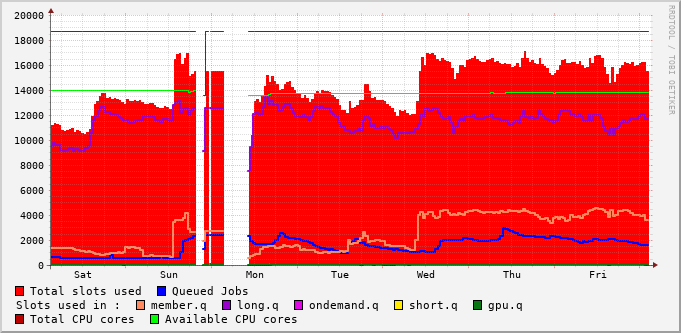 20000
18000
16000
14000
12000
10000
8000
6000
4000
2000
0
Sat Sun Mon Tue Wed Thu Fri
RRDTOOL / TOBI OETIKER
Total slots used Queued Jobs
Slots used in : member.q long.q ondemand.q short.q gpu.q
Total CPU cores Available CPU cores